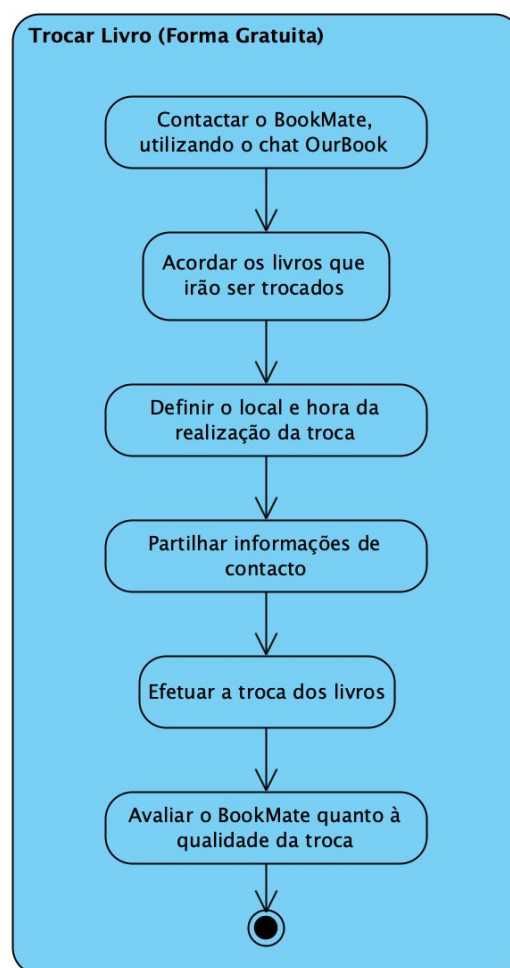 Trocar Livro (Forma Gratuita)
Contactar o BookMate,
utilizando o chat OurBook
Acordar os livros que
irão ser trocados
Definir o local e hora da
realização da troca
Partilhar informações de
contacto
Efetuar a troca dos livros
Avaliar o BookMate quanto à
qualidade da troca